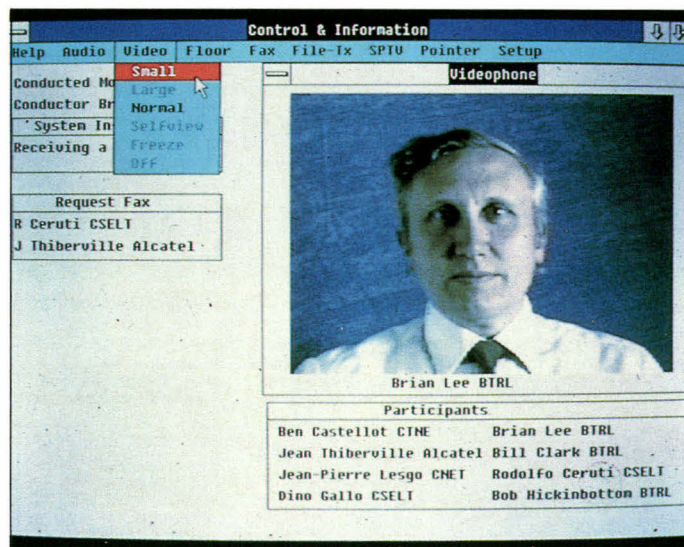 Control & Information
Help Audio Video Floor Fax File-Tx SPTV Pointer Setup
Small
Large
Normal
Selfview
Freeze
Off
Conducted Mo
Conductor Br
System In
Receiving a
Request Fax
R Ceruti CSELT
J Thiberville Alcatel
Videophone
Brian Lee BTRL
Participants
Ben Castellot CTNE Brian Lee BTRL
Jean Thiberville Alcatel Bill Clark BTRL
Jean-Pierre Lesgo CNET Rodolfo Ceruti CSELT
Dino Gallo CSELT Bob Hickinbottom BTRL